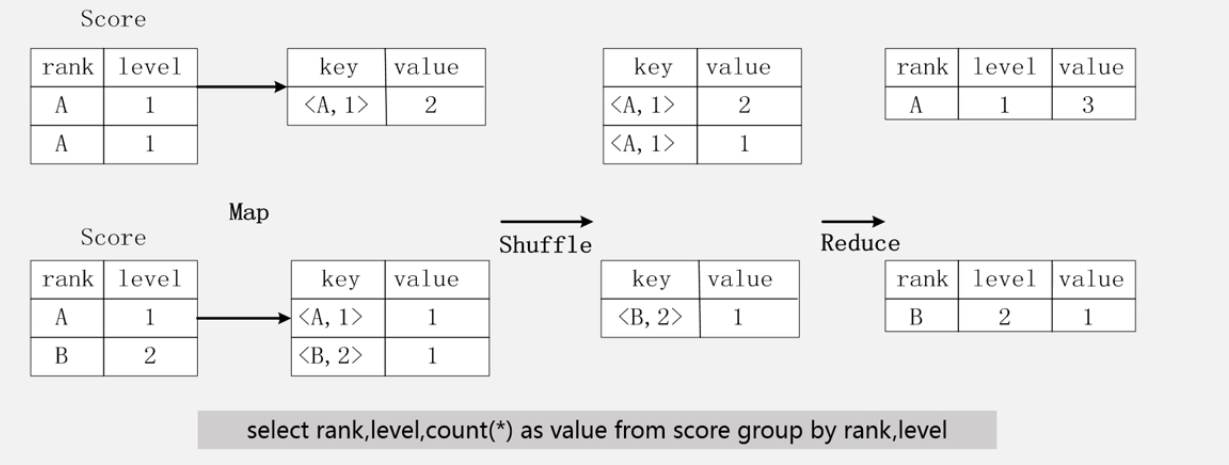 Score
rank level
A 1
A 1
key value
<A, 1> 2
key value
<A, 1> 2
<A, 1> 1
rank level value
A 1 3
Map
Shuffle
Reduce
Score
rank level
A 1
B 2
key value
<A, 1> 1
<B, 2> 1
key value
<B, 2> 1
rank level value
B 2 1
select rank,level,count(*) as value from score group by rank,level